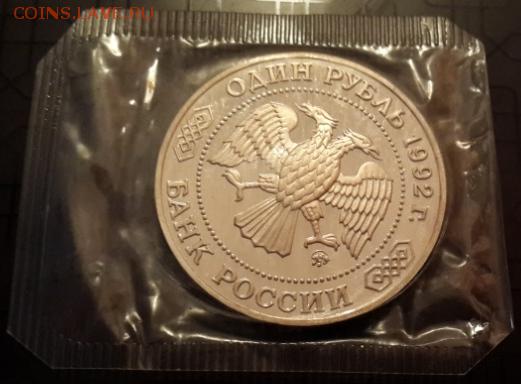 COINS.LAVE.RU
ОДИН РУБЛЬ 1992 Г.
БАНК РОССИИ